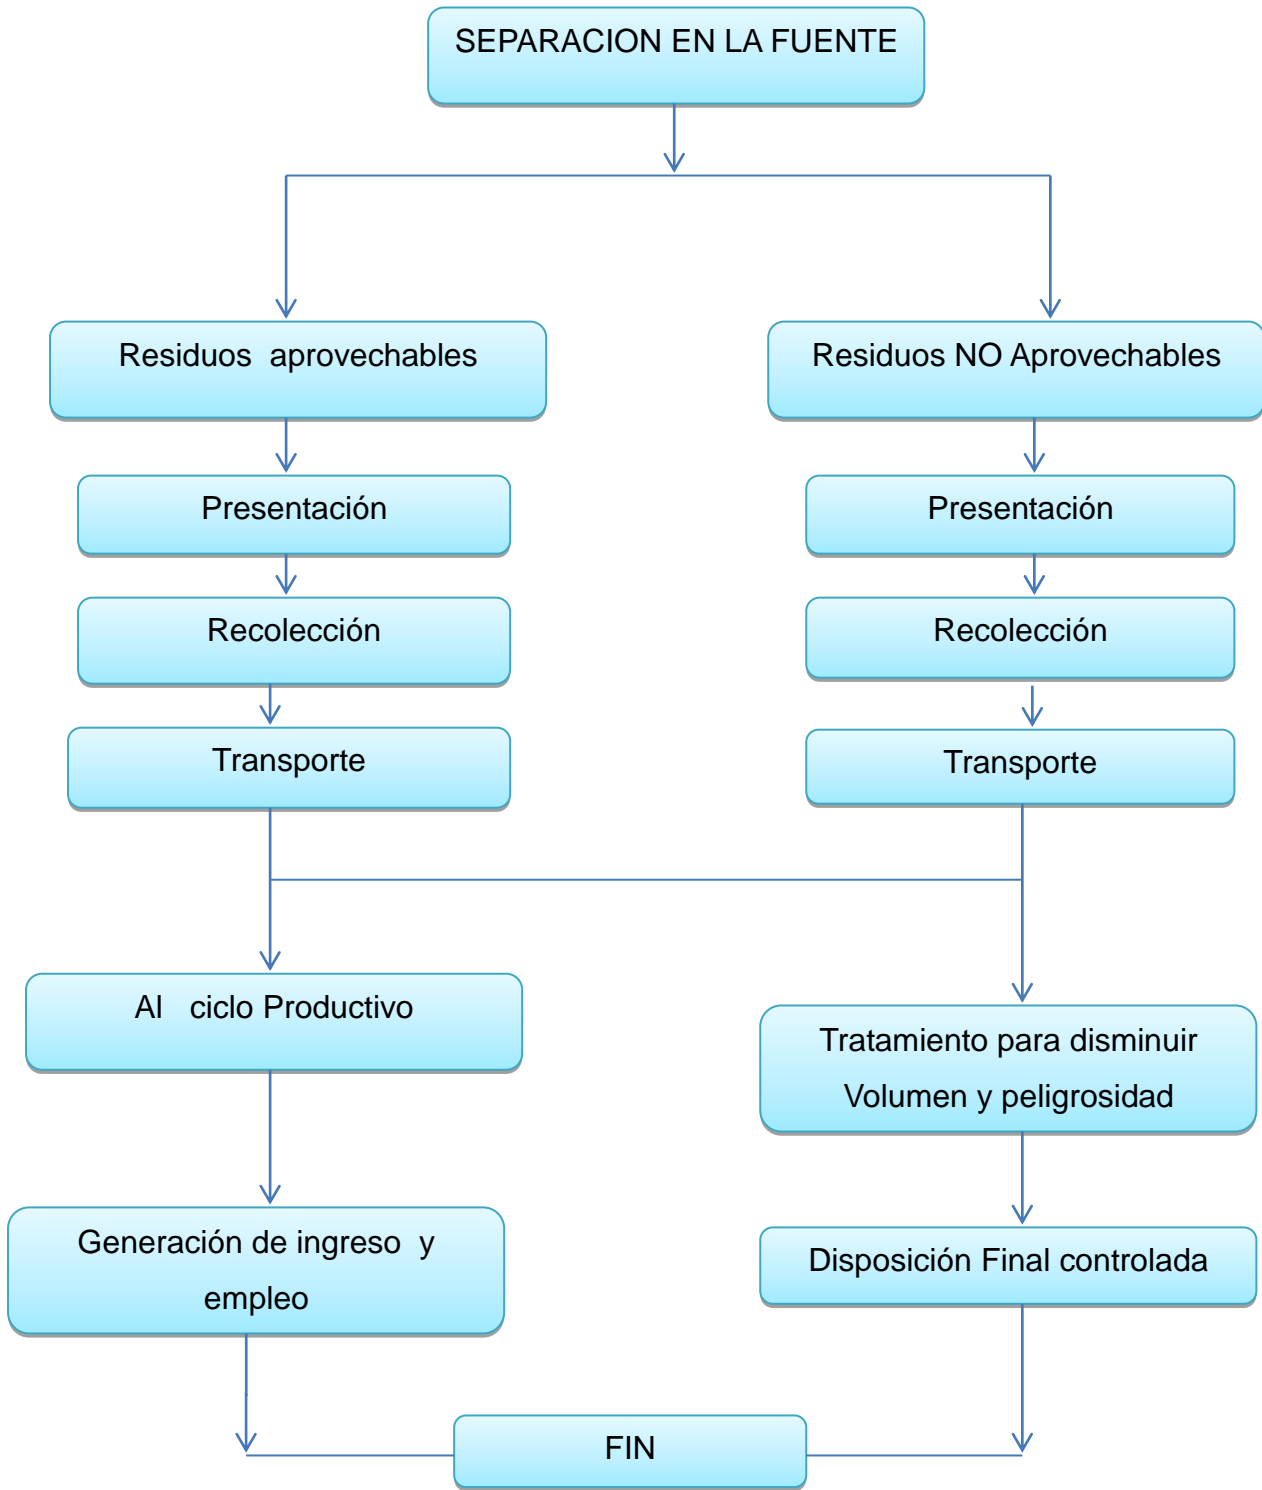 SEPARACION EN LA FUENTE
Residuos aprovechables
Residuos NO Aprovechables
Presentación
Presentación
Recolección
Recolección
Transporte
Transporte
Al ciclo Productivo
Tratamiento para disminuir
Volumen y peligrosidad
Generación de ingreso y
empleo
Disposición Final controlada
FIN